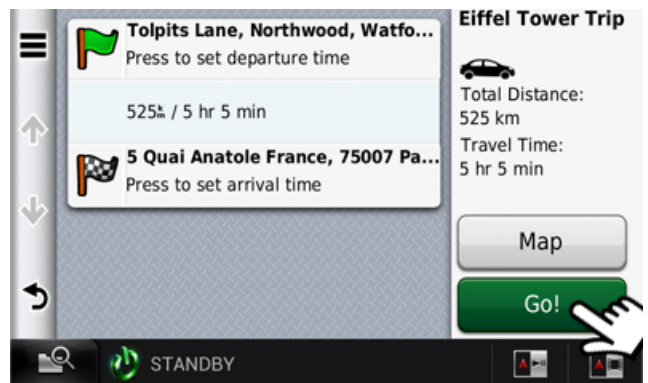 Tolpits Lane, Northwood, Watfo...
Press to set departure time
525km / 5 hr 5 min
5 Quai Anatole France, 75007 Pa...
Press to set arrival time
Eiffel Tower Trip
Total Distance:
525 km
Travel Time:
5 hr 5 min
Map
Go!
STANDBY